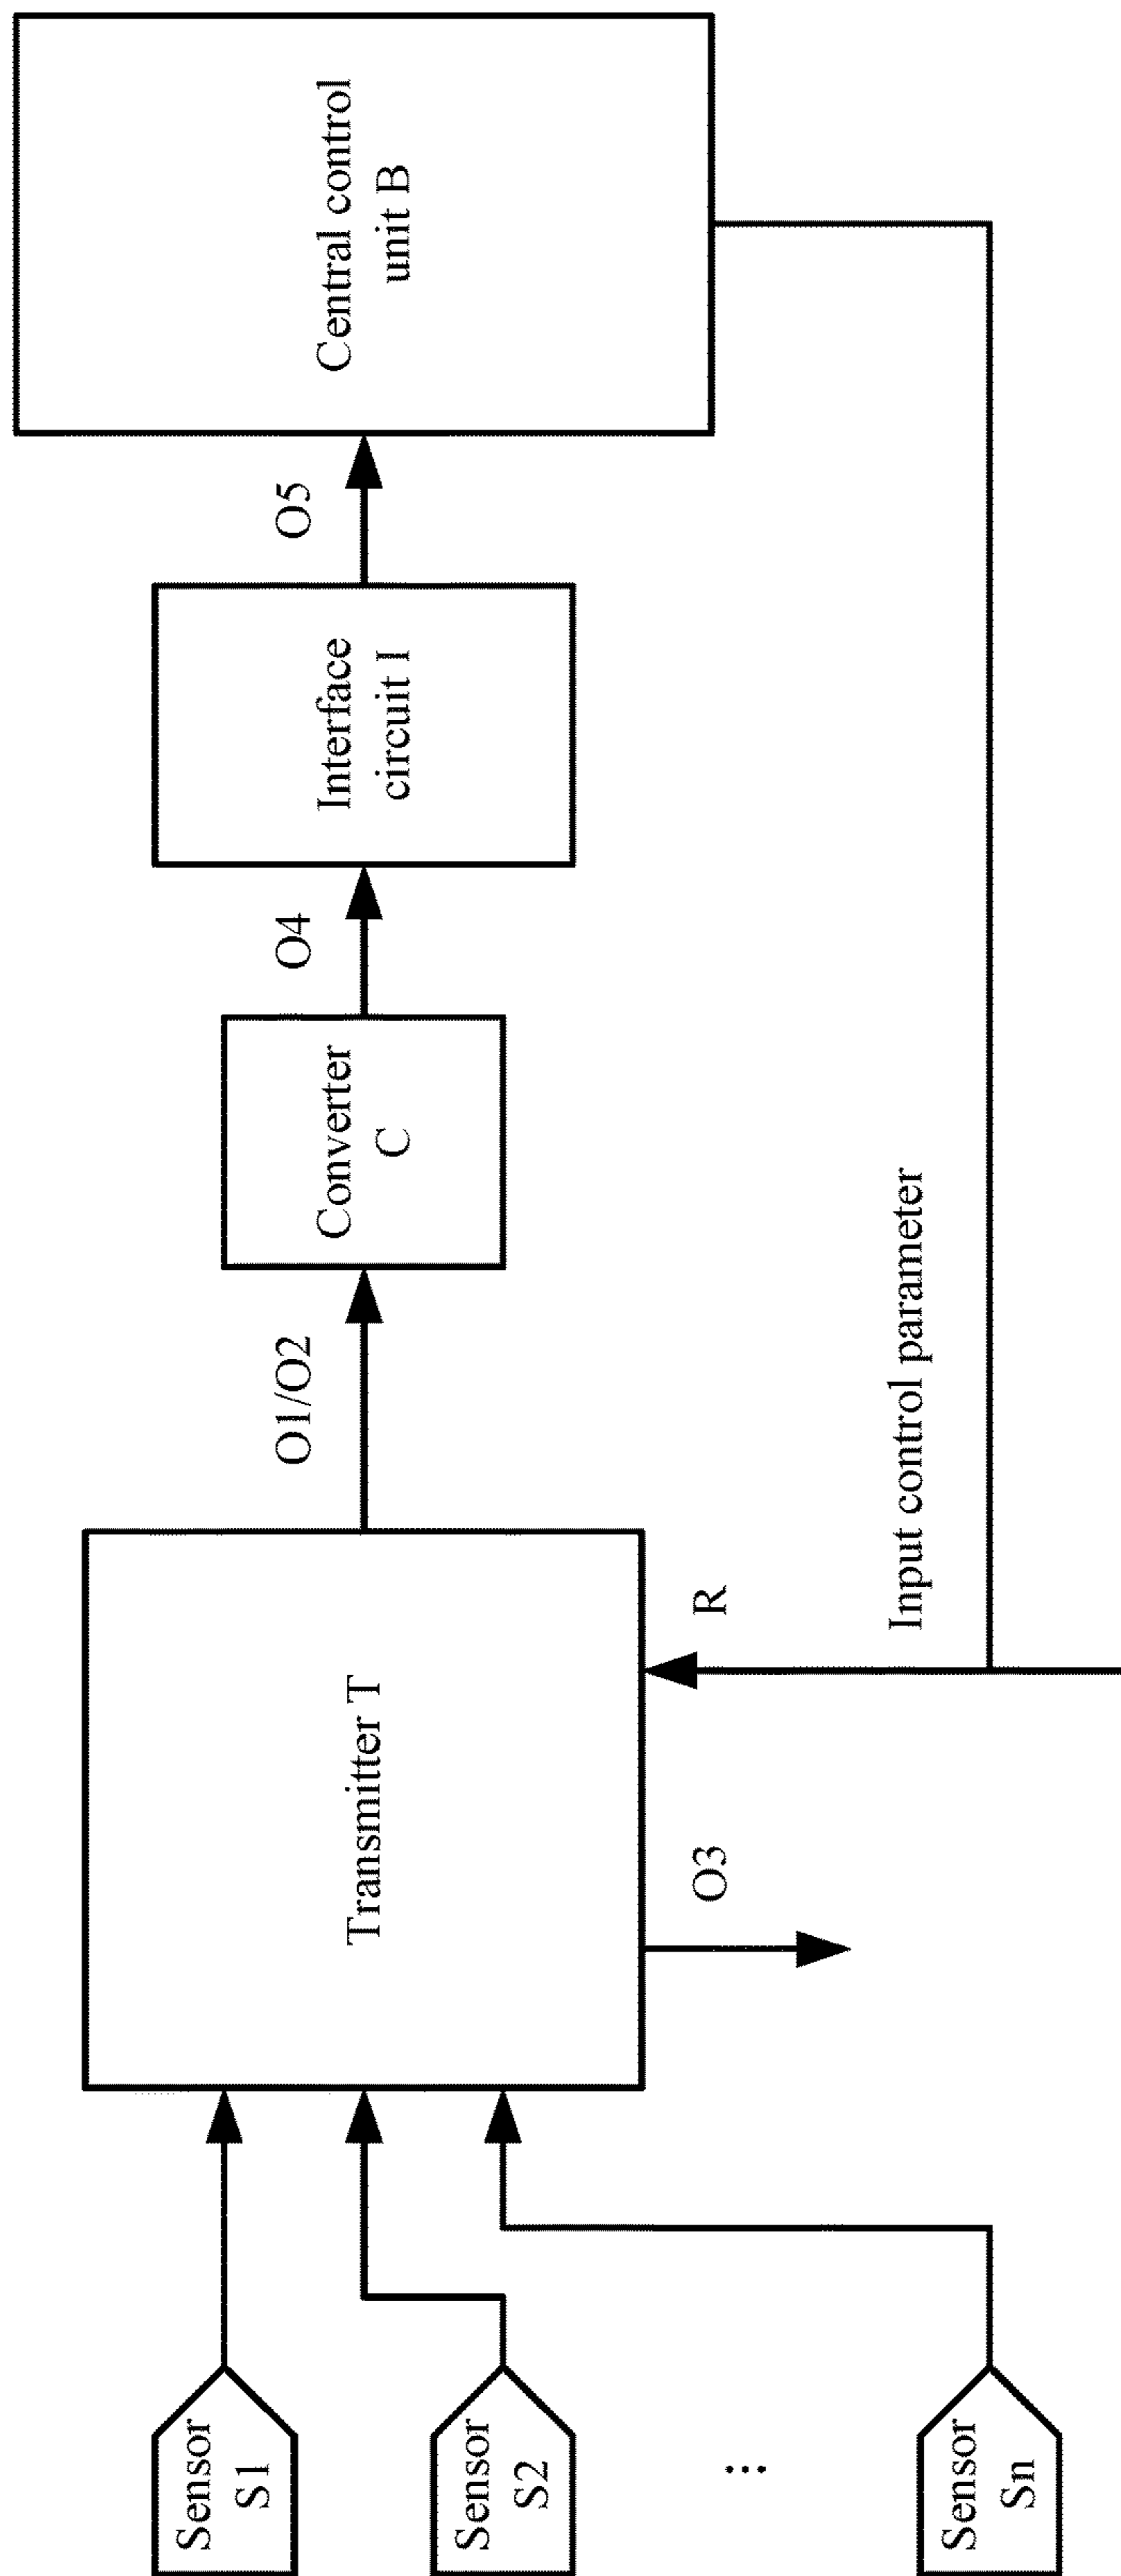 Sensor
S1
Sensor
S2
...
Sensor
Sn
Transmitter T
O3
R
O1/O2
Converter
C
O4
Interface
circuit I
O5
Central control
unit B
Input control parameter